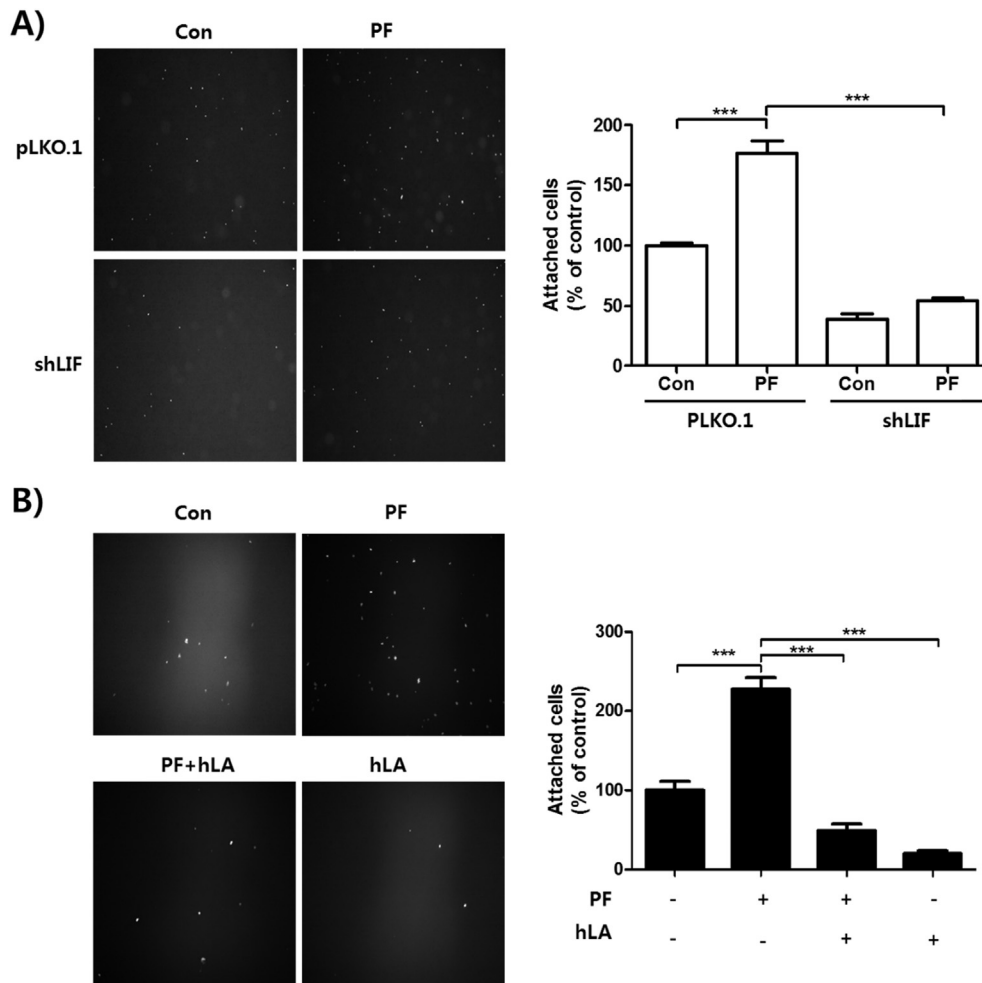 A)
Con PF
pLKO.1
shLIF
Attached cells
(% of control)
200
150
100
50
0
***
***
Con PF Con PF
PLKO.1 shLIF
B)
Con PF
PF+hLA hLA
Attached cells
(% of control)
300
200
100
0
***
***
***
PF - + + -
hLA - - + +